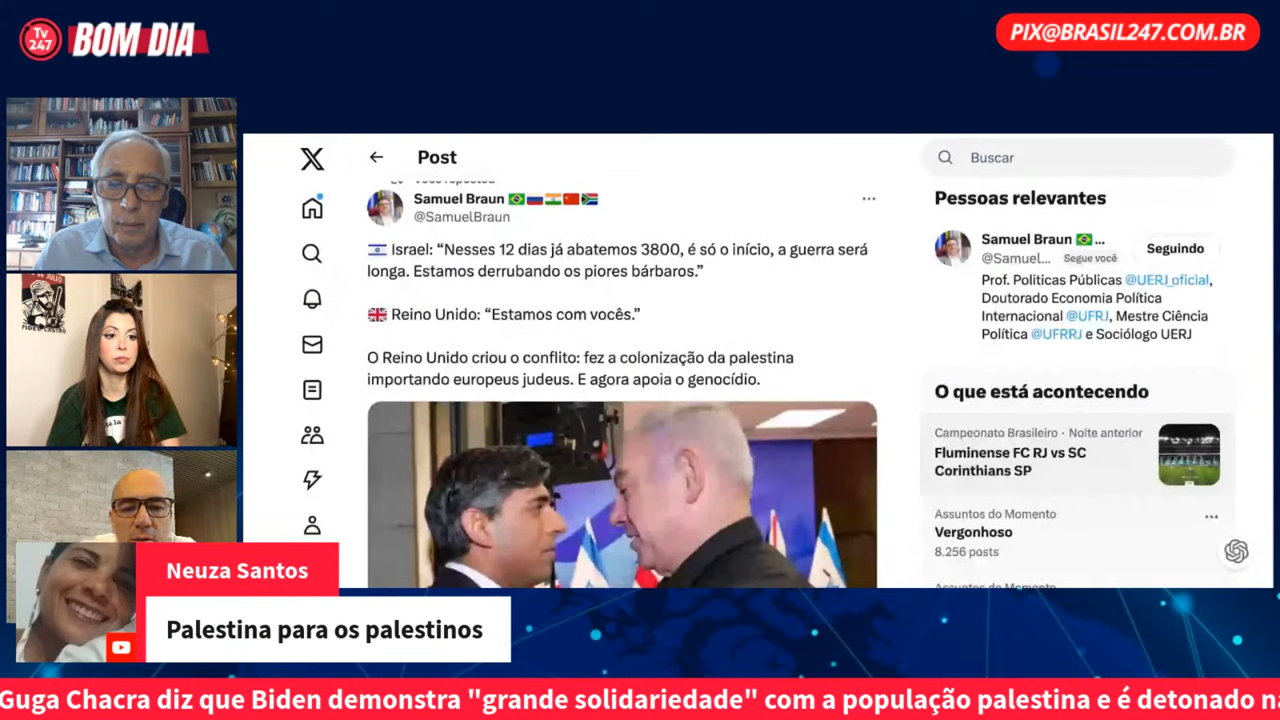 Tv 247
BOM DIA
PIX@BRASIL247.COM.BR
FIDEL CASTRO
Post
Samuel Braun 🇧🇷🇷🇺🇮🇳🇨🇳🇿🇦
@SamuelBraun
🇮🇱 Israel: “Nesses 12 dias já abatemos 3800, é só o início, a guerra será
longa. Estamos derrubando os piores bárbaros.”
🇬🇧 Reino Unido: “Estamos com vocês.”
O Reino Unido criou o conflito: fez a colonização da palestina
importando europeus judeus. E agora apoia o genocídio.
Buscar
Pessoas relevantes
Samuel Braun 🇧🇷 ...
@Samuel... Segue você
Seguindo
Prof. Politicas Públicas @UERJ_oficial,
Doutorado Economia Política
Internacional @UFRJ, Mestre Ciência
Política @UFRRJ e Sociólogo UERJ
O que está acontecendo
Campeonato Brasileiro · Noite anterior
Fluminense FC RJ vs SC
Corinthians SP
Assuntos do Momento
Vergonhoso
8.256 posts
Assuntos do Momento
Neuza Santos
Palestina para os palestinos
Guga Chacra diz que Biden demonstra "grande solidariedade" com a população palestina e é detonado